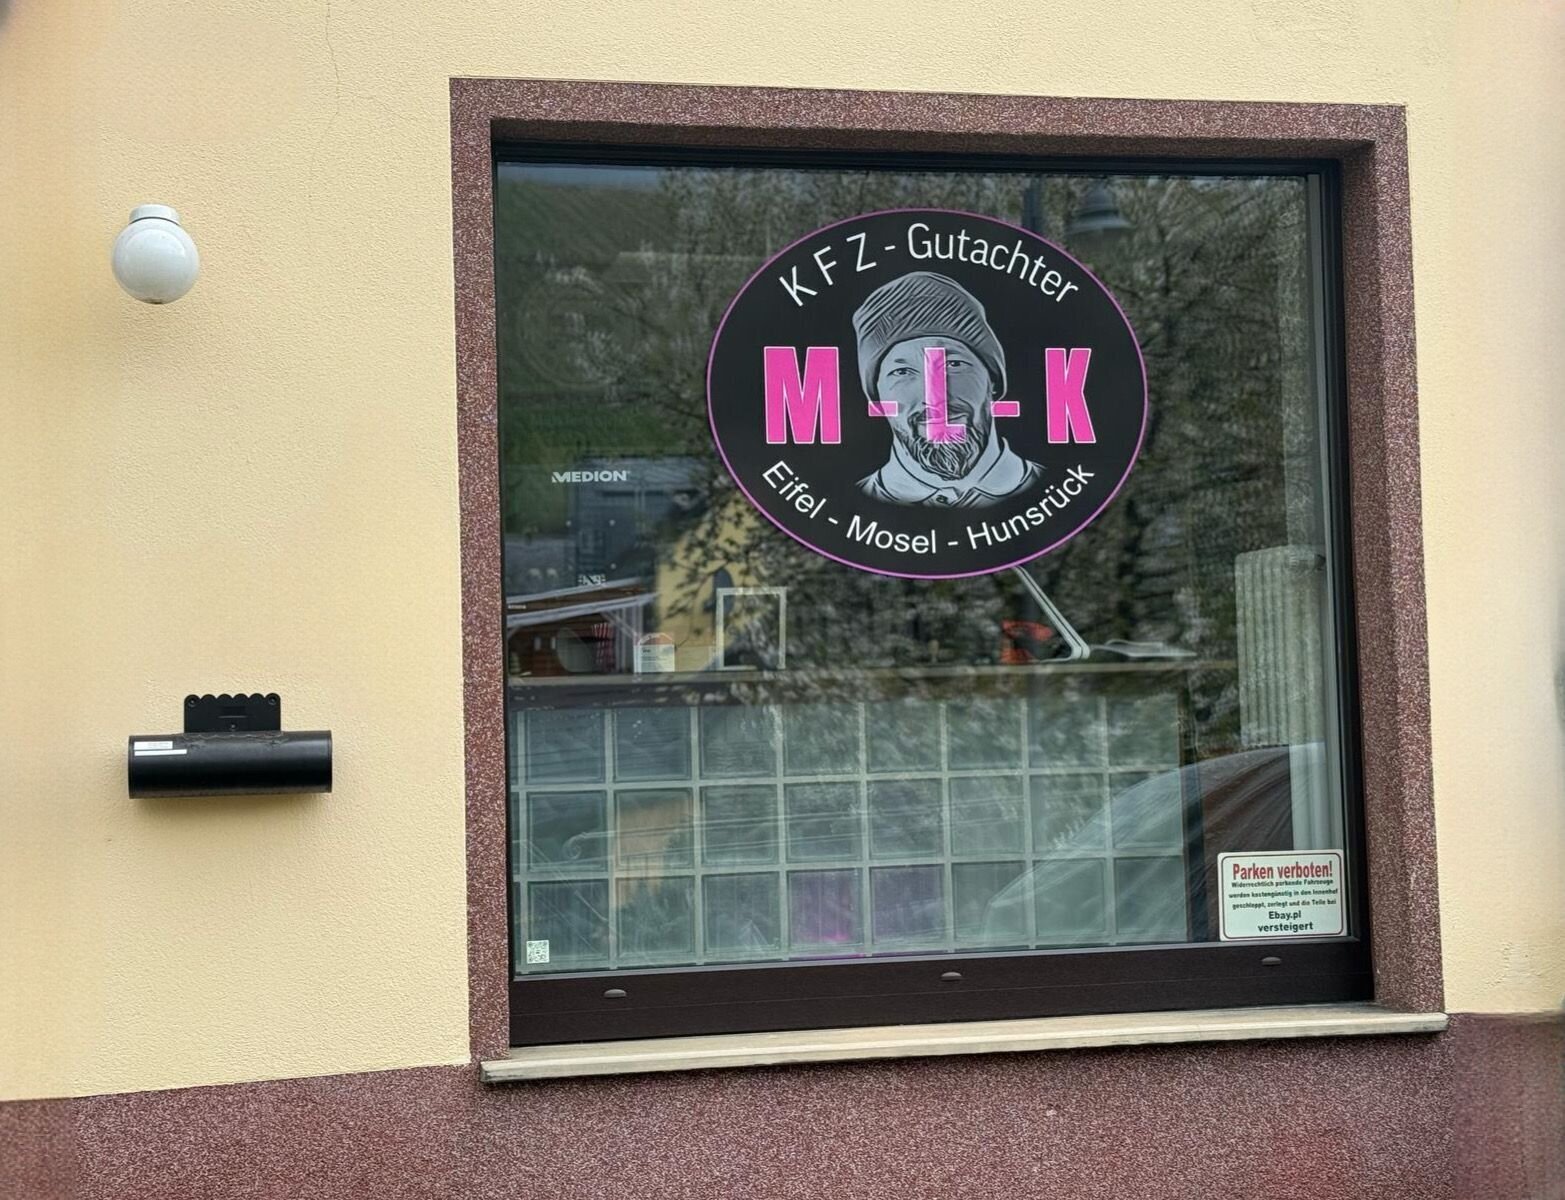 KFZ - Gutachter
M - L - K
Eifel - Mosel - Hunsrück
MEDION
Parken verboten!
Widerrechtlich parkende Fahrzeuge
werden kostengünstig in den Innenhof
geschleppt, zerlegt und die Teile bei
Ebay.pl
versteigert